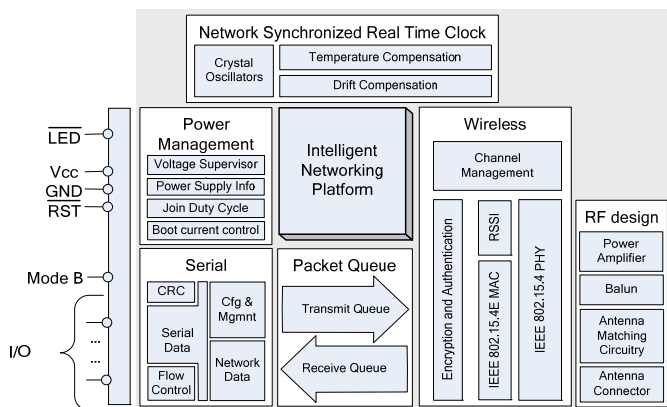 Network Synchronized Real Time Clock
Crystal
Oscillators
Temperature Compensation
Drift Compensation
LED
Vcc
GND
RST
Mode B
I/O
...
...
Power
Management
Voltage Supervisor
Power Supply Info
Join Duty Cycle
Boot current control
Intelligent
Networking
Platform
Wireless
Channel
Management
Encryption and Authentication
RSSI
IEEE 802.15.4E MAC
IEEE 802.15.4 PHY
RF design
Power
Amplifier
Balun
Antenna
Matching
Circuitry
Antenna
Connector
Serial
CRC
Serial
Data
Flow
Control
Cfg &
Mgmnt
Network
Data
Packet Queue
Transmit Queue
Receive Queue